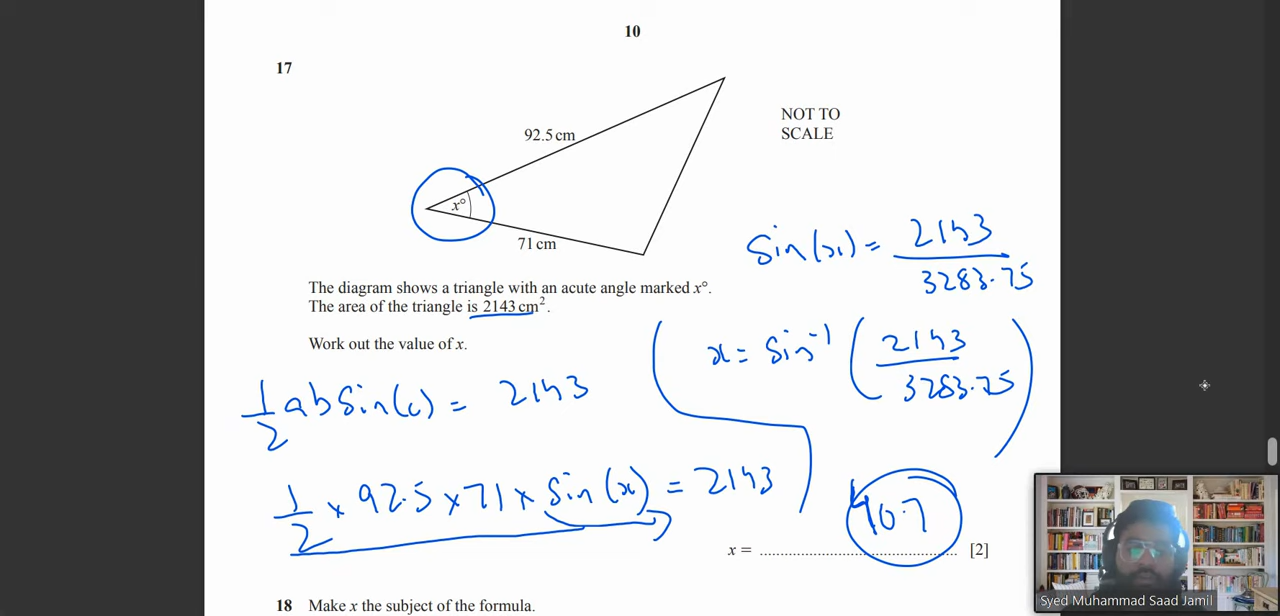 10
17
92.5 cm
NOT TO
SCALE
x°
71 cm
sin(x) = 2143
3283.75
The diagram shows a triangle with an acute angle marked x°.
The area of the triangle is 2143 cm².
Work out the value of x.
x = sin⁻¹ ( 2143
3283.75 )
1/2 ab sin(c) = 2143
1/2 × 92.5 × 71 × sin(x) = 2143
40.7
x = ................................................ [2]
18 Make x the subject of the formula.
Syed Muhammad Saad Jamil